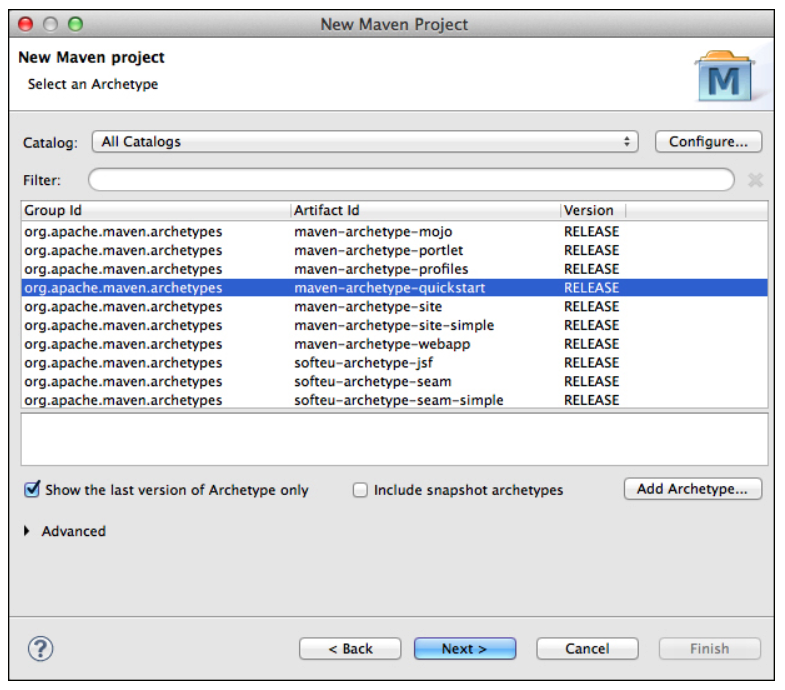 New Maven Project
New Maven project
Select an Archetype
M
Catalog: All Catalogs Configure...
Filter:
Group Id Artifact Id Version
org.apache.maven.archetypes maven-archetype-mojo RELEASE
org.apache.maven.archetypes maven-archetype-portlet RELEASE
org.apache.maven.archetypes maven-archetype-profiles RELEASE
org.apache.maven.archetypes maven-archetype-quickstart RELEASE
org.apache.maven.archetypes maven-archetype-site RELEASE
org.apache.maven.archetypes maven-archetype-site-simple RELEASE
org.apache.maven.archetypes maven-archetype-webapp RELEASE
org.apache.maven.archetypes softeu-archetype-jsf RELEASE
org.apache.maven.archetypes softeu-archetype-seam RELEASE
org.apache.maven.archetypes softeu-archetype-seam-simple RELEASE
Show the last version of Archetype only Include snapshot archetypes Add Archetype...
Advanced
? < Back Next > Cancel Finish